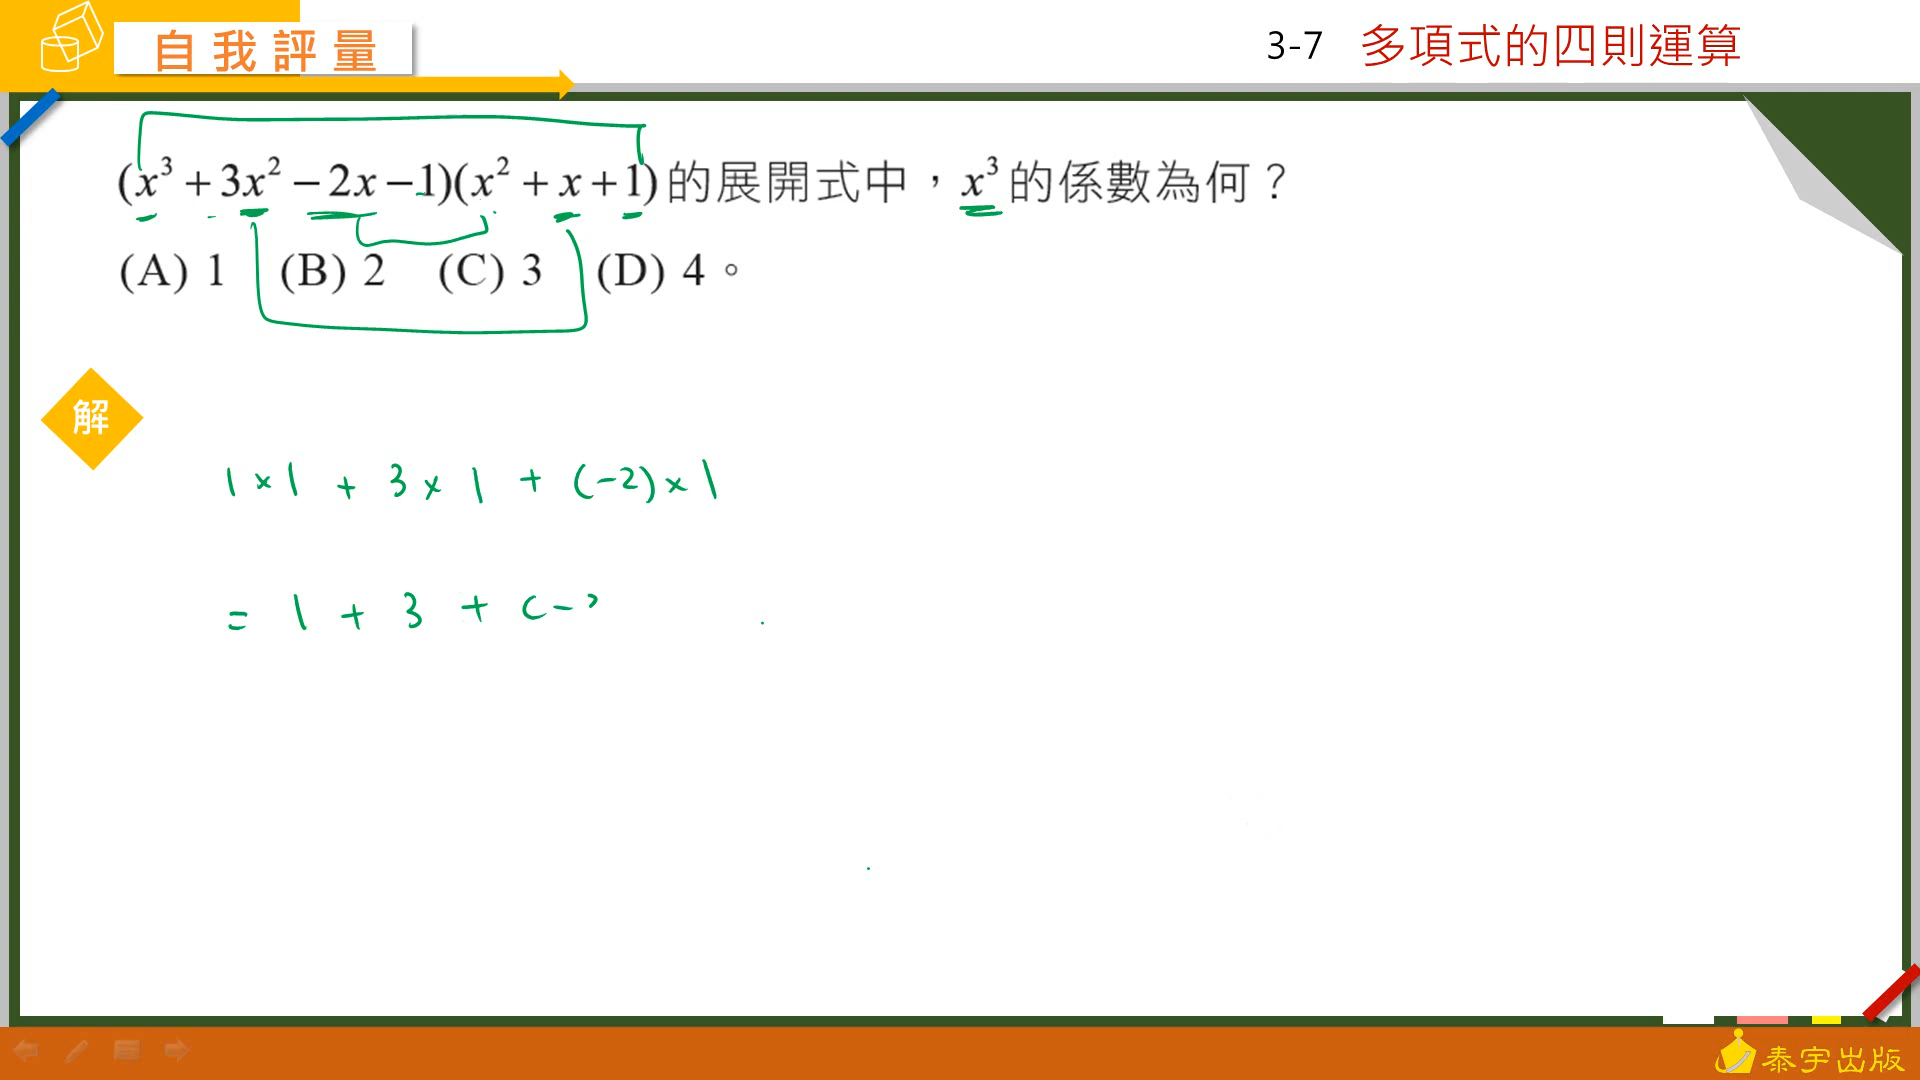 自我評量
3-7 多項式的四則運算
(x³+3x²−2x−1)(x²+x+1)的展開式中，x³的係數為何？
(A) 1 (B) 2 (C) 3 (D) 4。
解
1×1 + 3×1 + (-2)×1
= 1 + 3 + (-2
泰宇出版